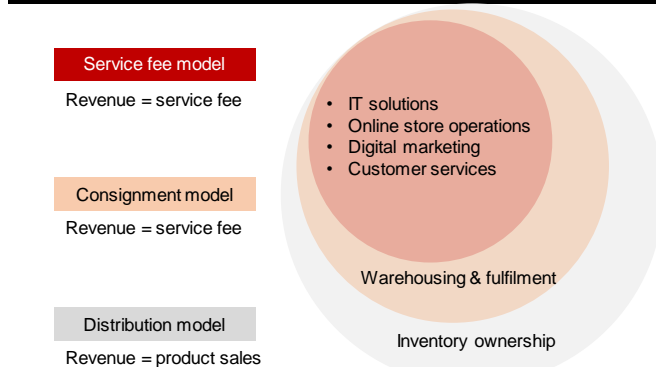 Service fee model
Revenue = service fee
• IT solutions
• Online store operations
• Digital marketing
• Customer services
Consignment model
Revenue = service fee
Warehousing & fulfilment
Distribution model
Revenue = product sales
Inventory ownership